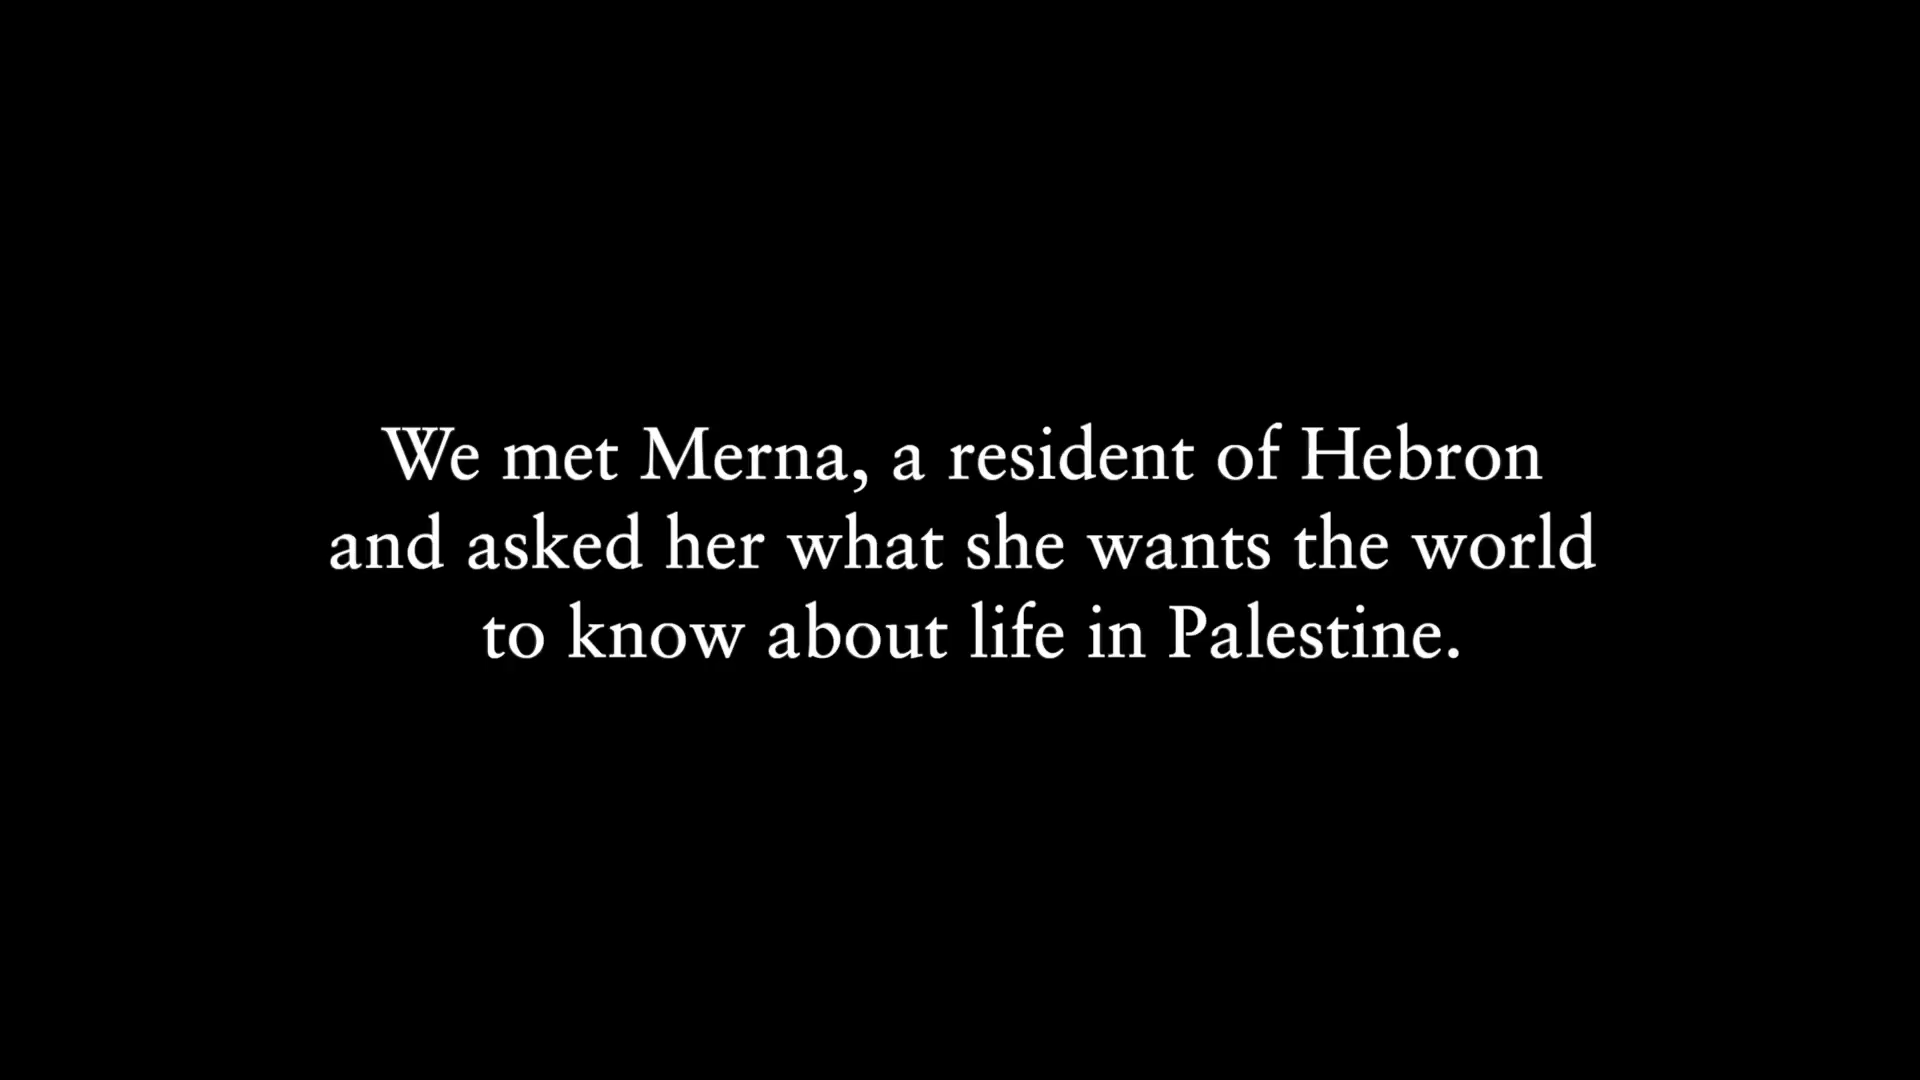 We met Merna, a resident of Hebron
and asked her what she wants the world
to know about life in Palestine.